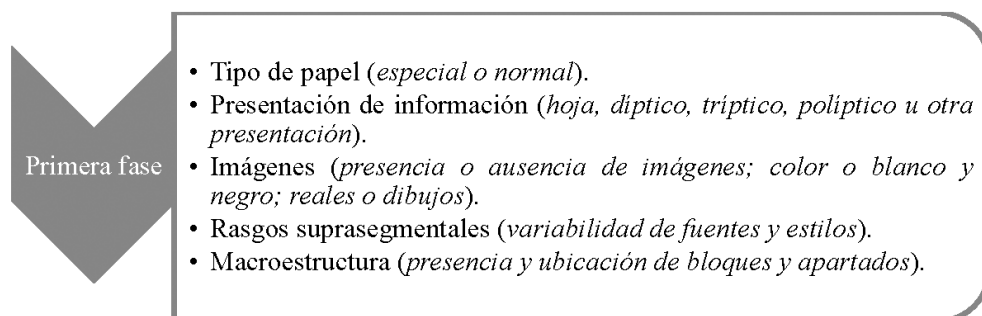 Primera fase
• Tipo de papel (especial o normal).
• Presentación de información (hoja, díptico, tríptico, políptico u otra
presentación).
• Imágenes (presencia o ausencia de imágenes; color o blanco y
negro; reales o dibujos).
• Rasgos suprasegmentales (variabilidad de fuentes y estilos).
• Macroestructura (presencia y ubicación de bloques y apartados).